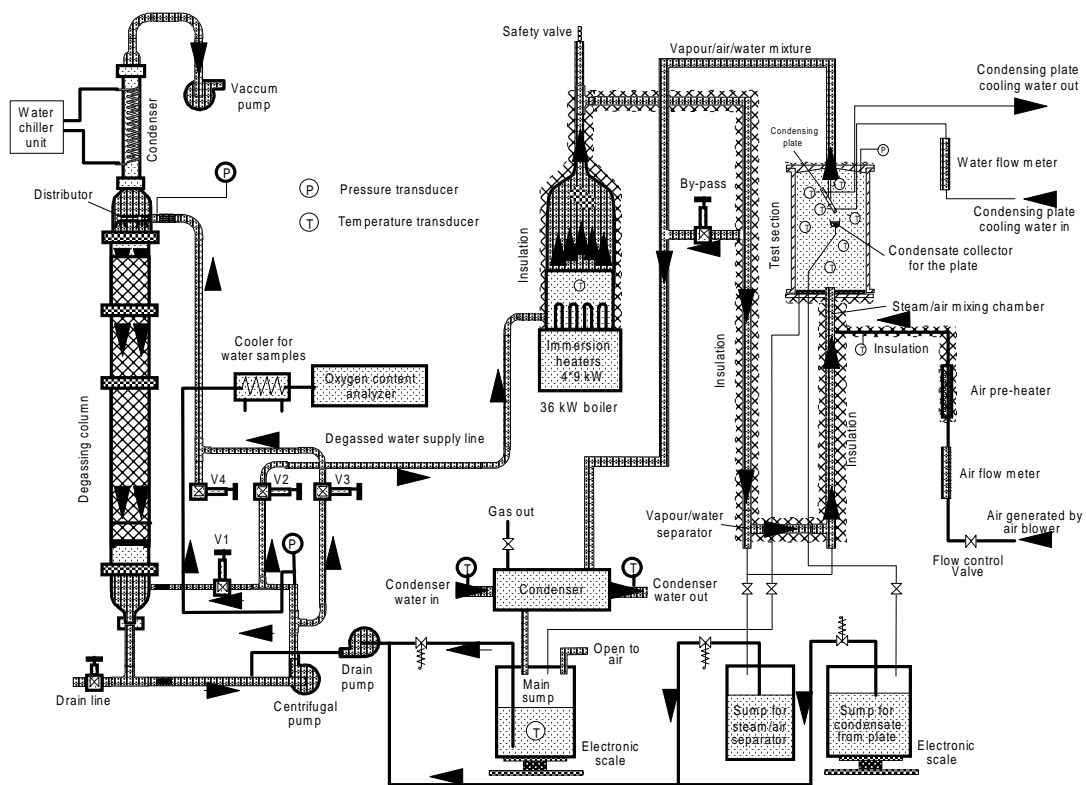 Safety valve
Vapour/air/water mixture
Condensing plate
cooling water out
Vaccum
pump
Water
chiller
unit
Condenser
Condensing
plate
P
Water flow meter
P
P
Pressure transducer
Distributor
T
Temperature transducer
By-pass
T
T
T
T
T
T
Condensing plate
cooling water in
Test section
Condensate collector
for the plate
Insulation
T
Steam/air mixing chamber
Cooler for
water samples
Oxygen content
analyzer
Immersion
heaters
4*9 kW
36 kW boiler
Insulation
T
Insulation
Air pre-heater
Degassing column
Degassed water supply line
Insulation
Air flow meter
V4
V2
V3
Gas out
Vapour/water
separator
Air generated by
air blower
Flow control
Valve
V1
P
T
T
Condenser
water in
Condenser
Condenser
water out
Drain
pump
Open to
air
Main
sump
T
Drain line
Centrifugal
pump
Sump for
steam/air
separator
Sump for
condensate
from plate
Electronic
scale
Electronic
scale